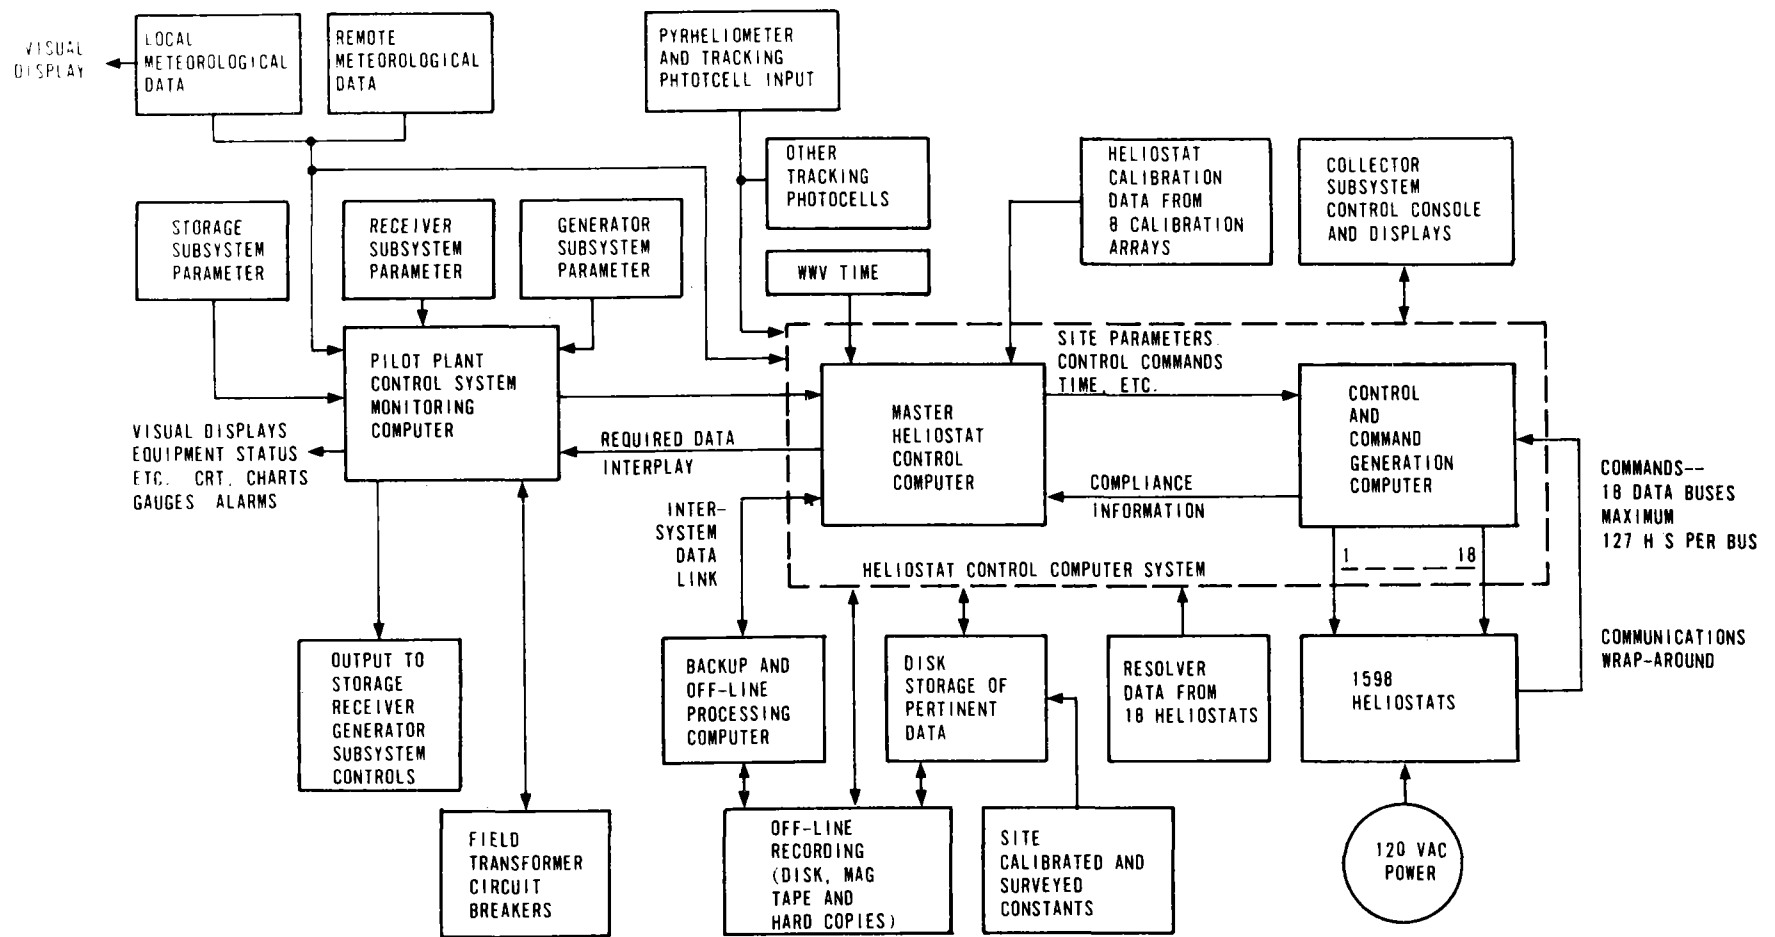 VISUAL
DISPLAY
LOCAL
METEOROLOGICAL
DATA
REMOTE
METEOROLOGICAL
DATA
PYRHELIOMETER
AND TRACKING
PHTOTCELL INPUT
OTHER
TRACKING
PHOTOCELLS
HELIOSTAT
CALIBRATION
DATA FROM
8 CALIBRATION
ARRAYS
COLLECTOR
SUBSYSTEM
CONTROL CONSOLE
AND DISPLAYS
STORAGE
SUBSYSTEM
PARAMETER
RECEIVER
SUBSYSTEM
PARAMETER
GENERATOR
SUBSYSTEM
PARAMETER
WWV TIME
SITE PARAMETERS.
CONTROL COMMANDS
TIME, ETC.
PILOT PLANT
CONTROL SYSTEM
MONITORING
COMPUTER
MASTER
HELIOSTAT
CONTROL
COMPUTER
CONTROL
AND
COMMAND
GENERATION
COMPUTER
VISUAL DISPLAYS
EQUIPMENT STATUS
ETC. CRT, CHARTS
GAUGES ALARMS
REQUIRED DATA
INTERPLAY
COMPLIANCE
INFORMATION
COMMANDS--
18 DATA BUSES
MAXIMUM
127 H S PER BUS
INTER-
SYSTEM
DATA
LINK
HELIOSTAT CONTROL COMPUTER SYSTEM
1
18
OUTPUT TO
STORAGE
RECEIVER
GENERATOR
SUBSYSTEM
CONTROLS
BACKUP AND
OFF-LINE
PROCESSING
COMPUTER
DISK
STORAGE OF
PERTINENT
DATA
RESOLVER
DATA FROM
18 HELIOSTATS
1598
HELIOSTATS
COMMUNICATIONS
WRAP-AROUND
FIELD
TRANSFORMER
CIRCUIT
BREAKERS
OFF-LINE
RECORDING
(DISK, MAG
TAPE AND
HARD COPIES)
SITE
CALIBRATED AND
SURVEYED
CONSTANTS
120 VAC
POWER